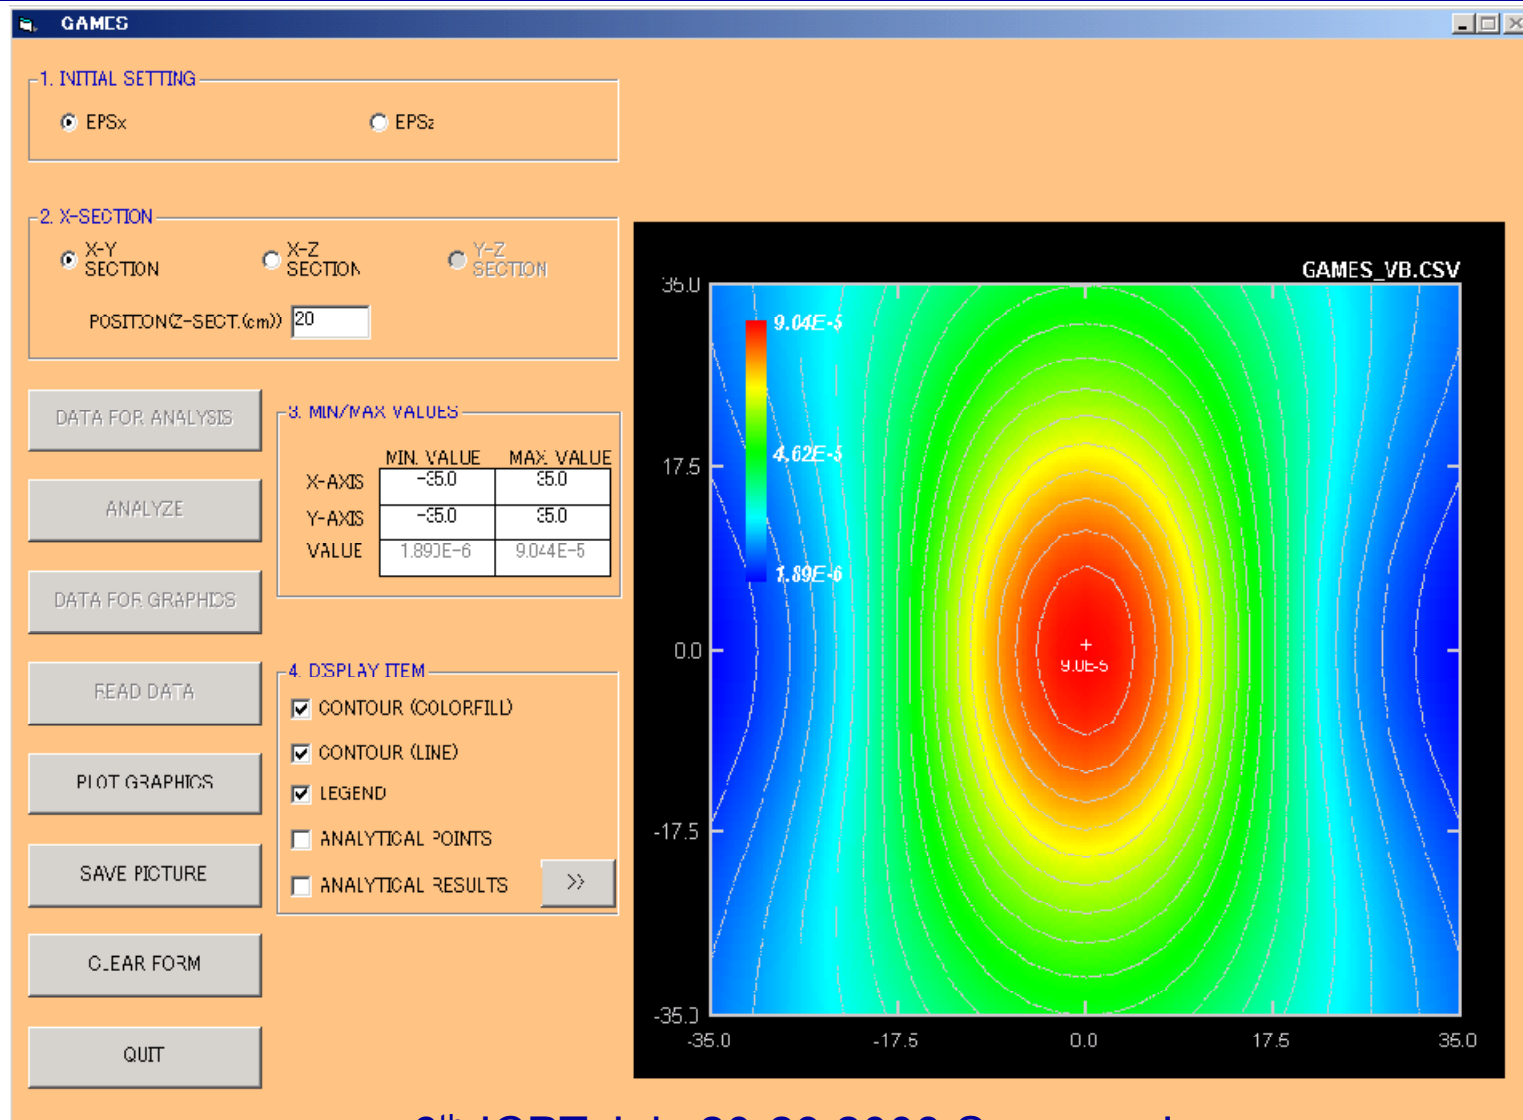 GAMES
1. INITIAL SETTING
EPSx
EPSz
2. X-SECTION
X-Y SECTION
X-Z SECTION
Y-Z SECTION
POSITION(Z-SECT.(cm)) 20
DATA FOR ANALYSIS
ANALYZE
DATA FOR GRAPHICS
READ DATA
PLOT GRAPHICS
SAVE PICTURE
CLEAR FORM
QUIT
3. MIN/MAX VALUES
MIN. VALUE MAX. VALUE
X-AXIS -35.0 35.0
Y-AXIS -35.0 35.0
VALUE 1.890E-6 9.044E-5
4. DISPLAY ITEM
CONTOUR (COLORFILL)
CONTOUR (LINE)
LEGEND
ANALYTICAL POINTS
ANALYTICAL RESULTS >>
GAMES_VB.CSV
35.0
17.5
0.0
-17.5
-35.0
9.04E-5
4.62E-5
1.89E-6
9.0E-5
-35.0 -17.5 0.0 17.5 35.0